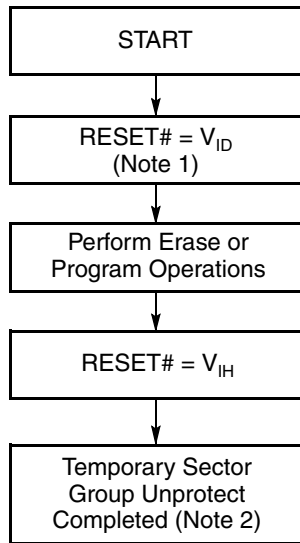 START
RESET# = VID
(Note 1)
Perform Erase or
Program Operations
RESET# = VIH
Temporary Sector
Group Unprotect
Completed (Note 2)